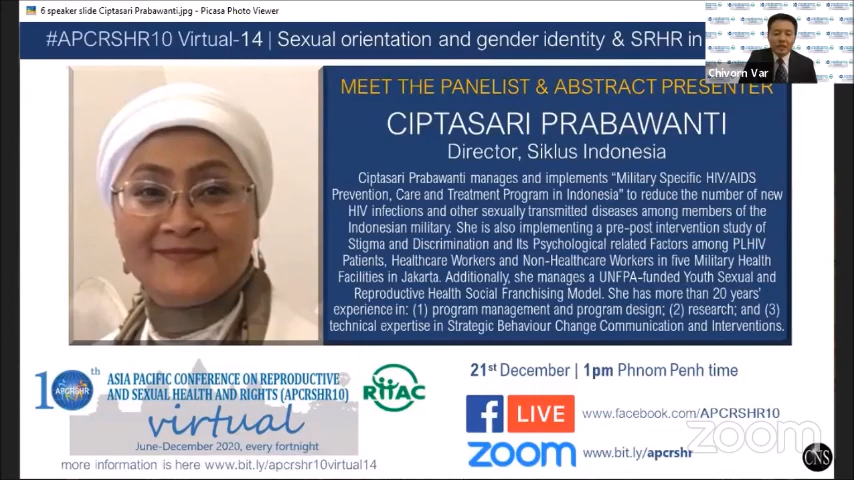 6 speaker slide Ciptasari Prabawanti.jpg - Picasa Photo Viewer
#APCRSHR10 Virtual-14 | Sexual orientation and gender identity & SRHR in
Chivorn Var
MEET THE PANELIST & ABSTRACT PRESENTER
CIPTASARI PRABAWANTI
Director, Siklus Indonesia
Ciptasari Prabawanti manages and implements “Military Specific HIV/AIDS
Prevention, Care and Treatment Program in Indonesia” to reduce the number of new
HIV infections and other sexually transmitted diseases among members of the
Indonesian military. She is also implementing a pre-post intervention study of
Stigma and Discrimination and Its Psychological related Factors among PLHIV
Patients, Healthcare Workers and Non-Healthcare Workers in five Military Health
Facilities in Jakarta. Additionally, she manages a UNFPA-funded Youth Sexual and
Reproductive Health Social Franchising Model. She has more than 20 years’
experience in: (1) program management and program design; (2) research; and (3)
technical expertise in Strategic Behaviour Change Communication and Interventions.
10th
APCRSHR
ASIA PACIFIC CONFERENCE ON REPRODUCTIVE
AND SEXUAL HEALTH AND RIGHTS (APCRSHR10)
virtual
June-December 2020, every fortnight
more information is here www.bit.ly/apcrshr10virtual14
RHAC
21st December | 1pm Phnom Penh time
LIVE www.facebook.com/APCRSHR10
zoom www.bit.ly/apcrshr
zoom
CNS